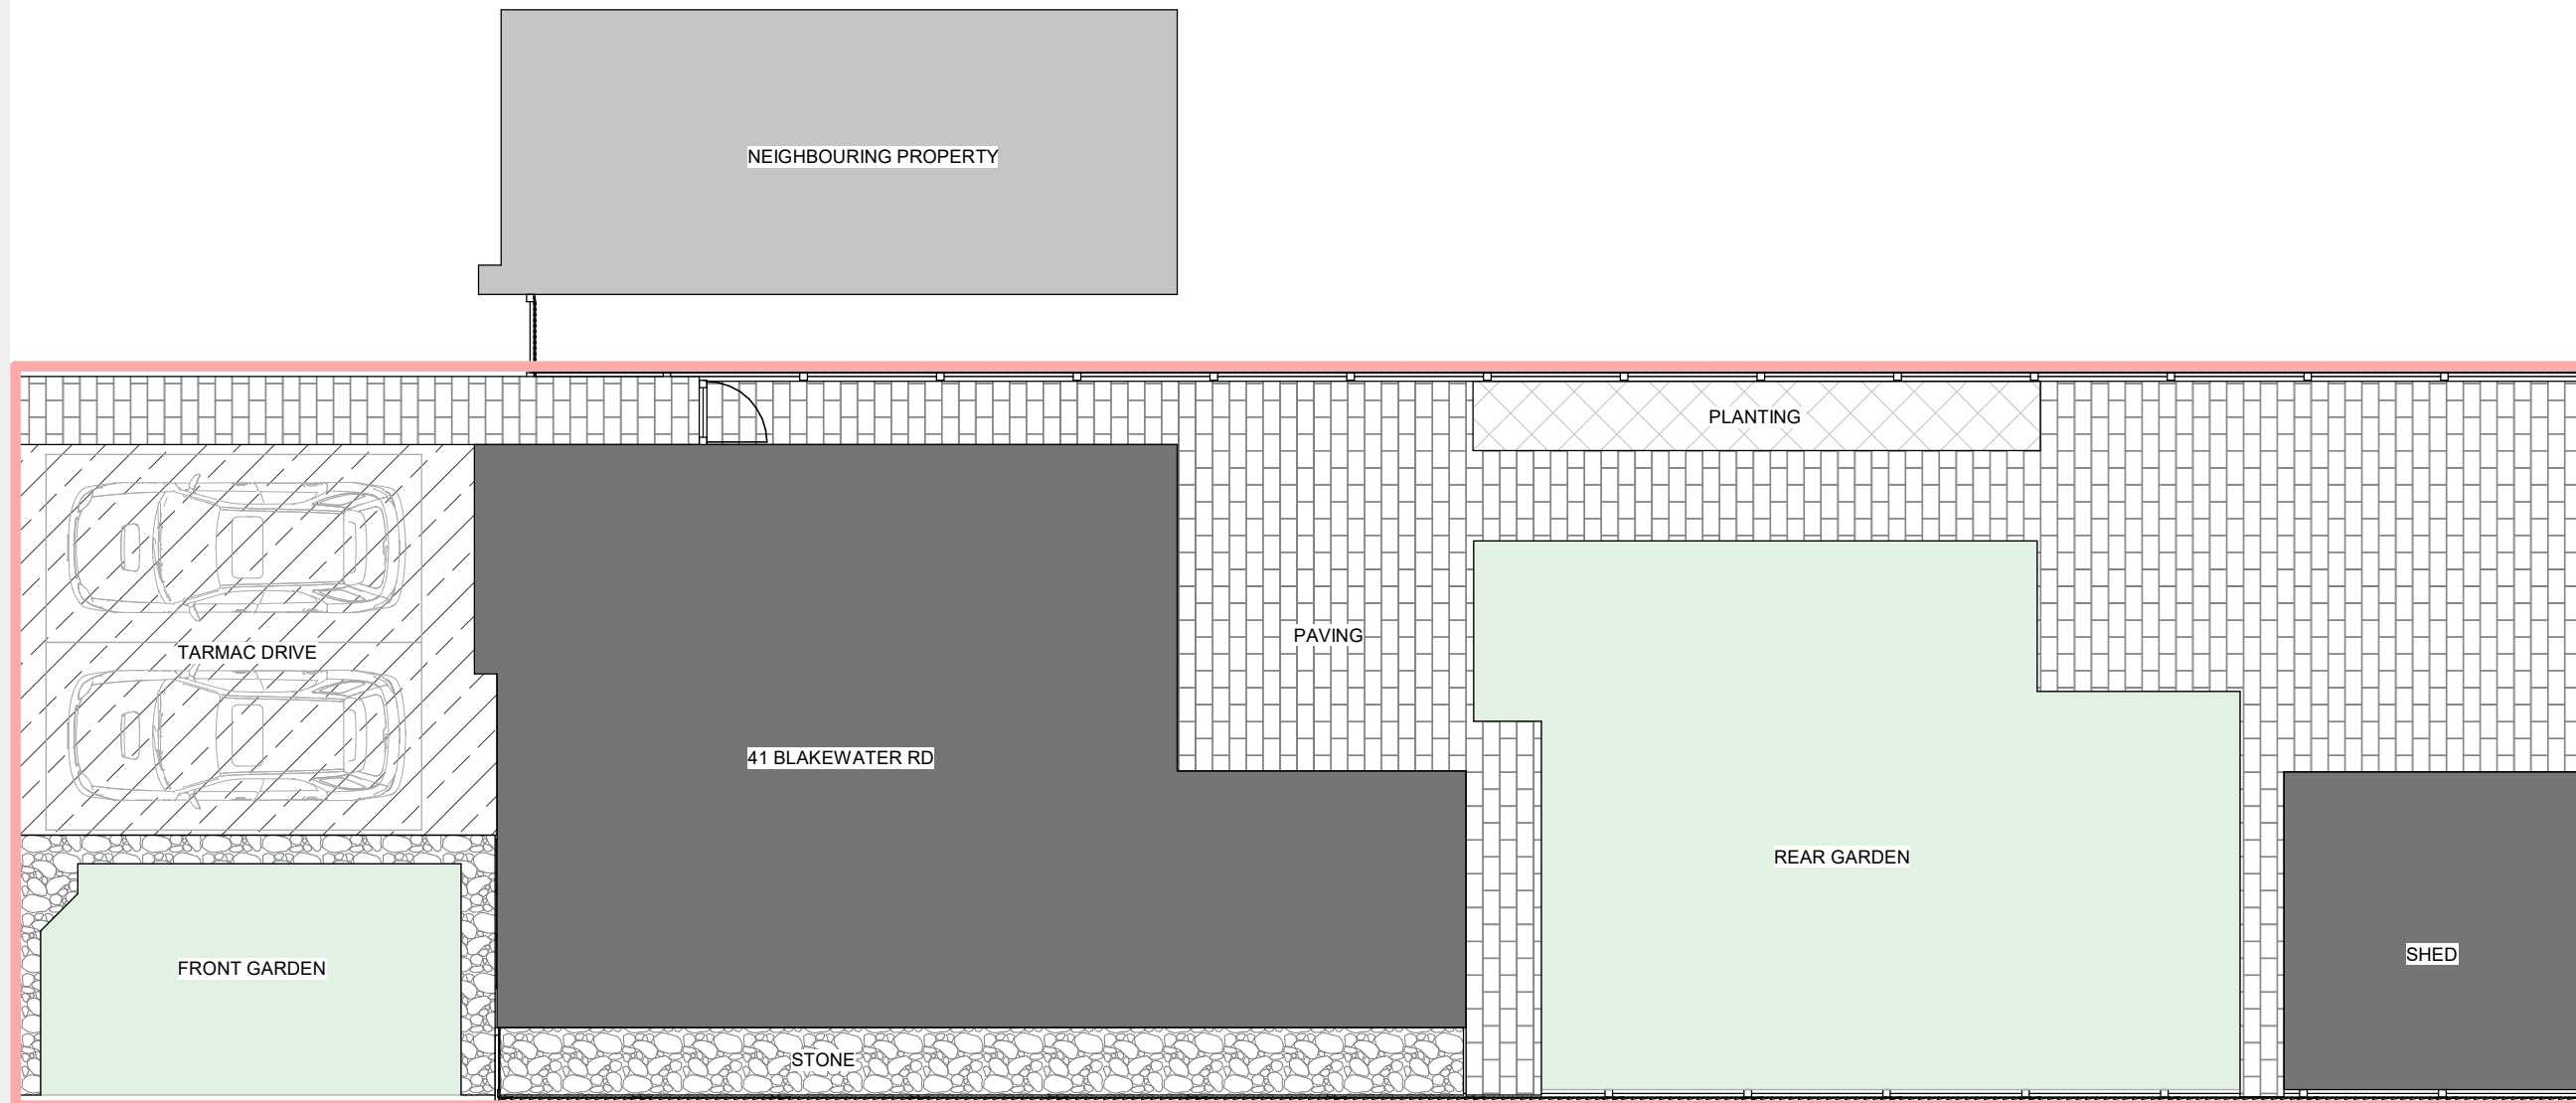 NEIGHBOURING PROPERTY
PLANTING
PAVING
TARMAC DRIVE
41 BLAKEWATER RD
REAR GARDEN
SHED
FRONT GARDEN
STONE